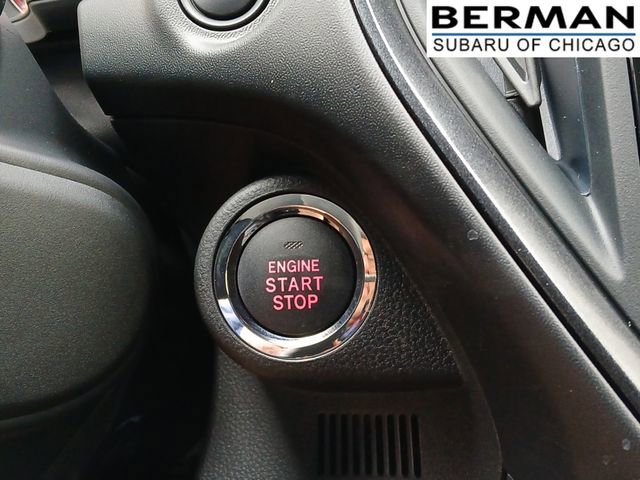 BERMAN
SUBARU OF CHICAGO
ENGINE
START
STOP